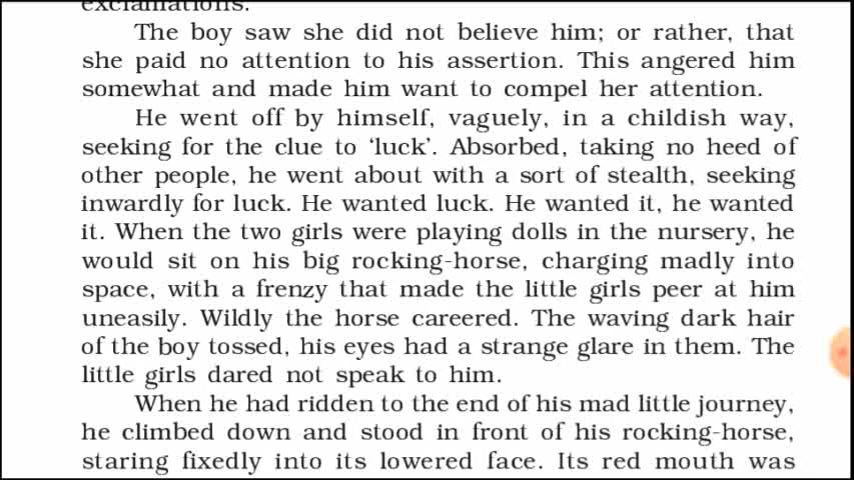 exclamations.
The boy saw she did not believe him; or rather, that
she paid no attention to his assertion. This angered him
somewhat and made him want to compel her attention.
He went off by himself, vaguely, in a childish way,
seeking for the clue to ‘luck’. Absorbed, taking no heed of
other people, he went about with a sort of stealth, seeking
inwardly for luck. He wanted luck. He wanted it, he wanted
it. When the two girls were playing dolls in the nursery, he
would sit on his big rocking-horse, charging madly into
space, with a frenzy that made the little girls peer at him
uneasily. Wildly the horse careered. The waving dark hair
of the boy tossed, his eyes had a strange glare in them. The
little girls dared not speak to him.
When he had ridden to the end of his mad little journey,
he climbed down and stood in front of his rocking-horse,
staring fixedly into its lowered face. Its red mouth was